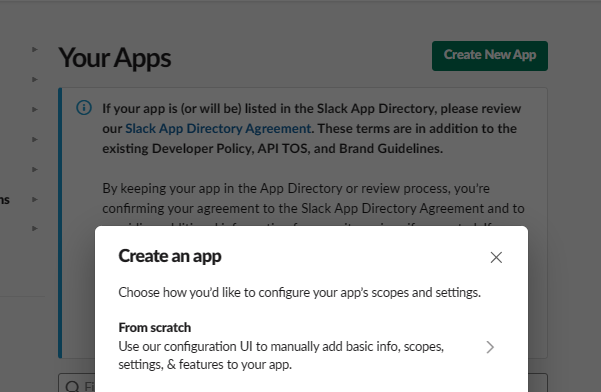 Your Apps
Create New App
If your app is (or will be) listed in the Slack App Directory, please review
our Slack App Directory Agreement. These terms are in addition to the
existing Developer Policy, API TOS, and Brand Guidelines.
By keeping your app in the App Directory or review process, you're
confirming your agreement to the Slack App Directory Agreement and to
Create an app
Choose how you'd like to configure your app's scopes and settings.
From scratch
Use our configuration UI to manually add basic info, scopes,
settings, & features to your app.